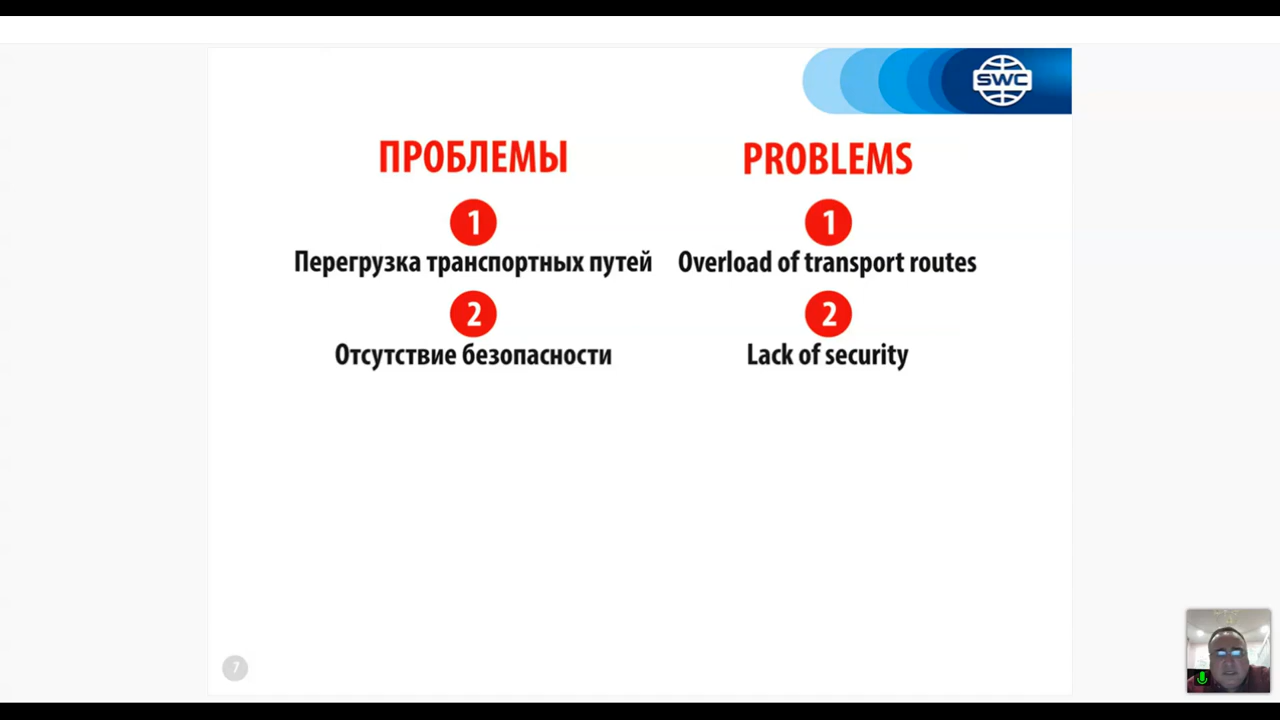 SWC
ПРОБЛЕМЫ
1
Перегрузка транспортных путей
2
Отсутствие безопасности
PROBLEMS
1
Overload of transport routes
2
Lack of security
7